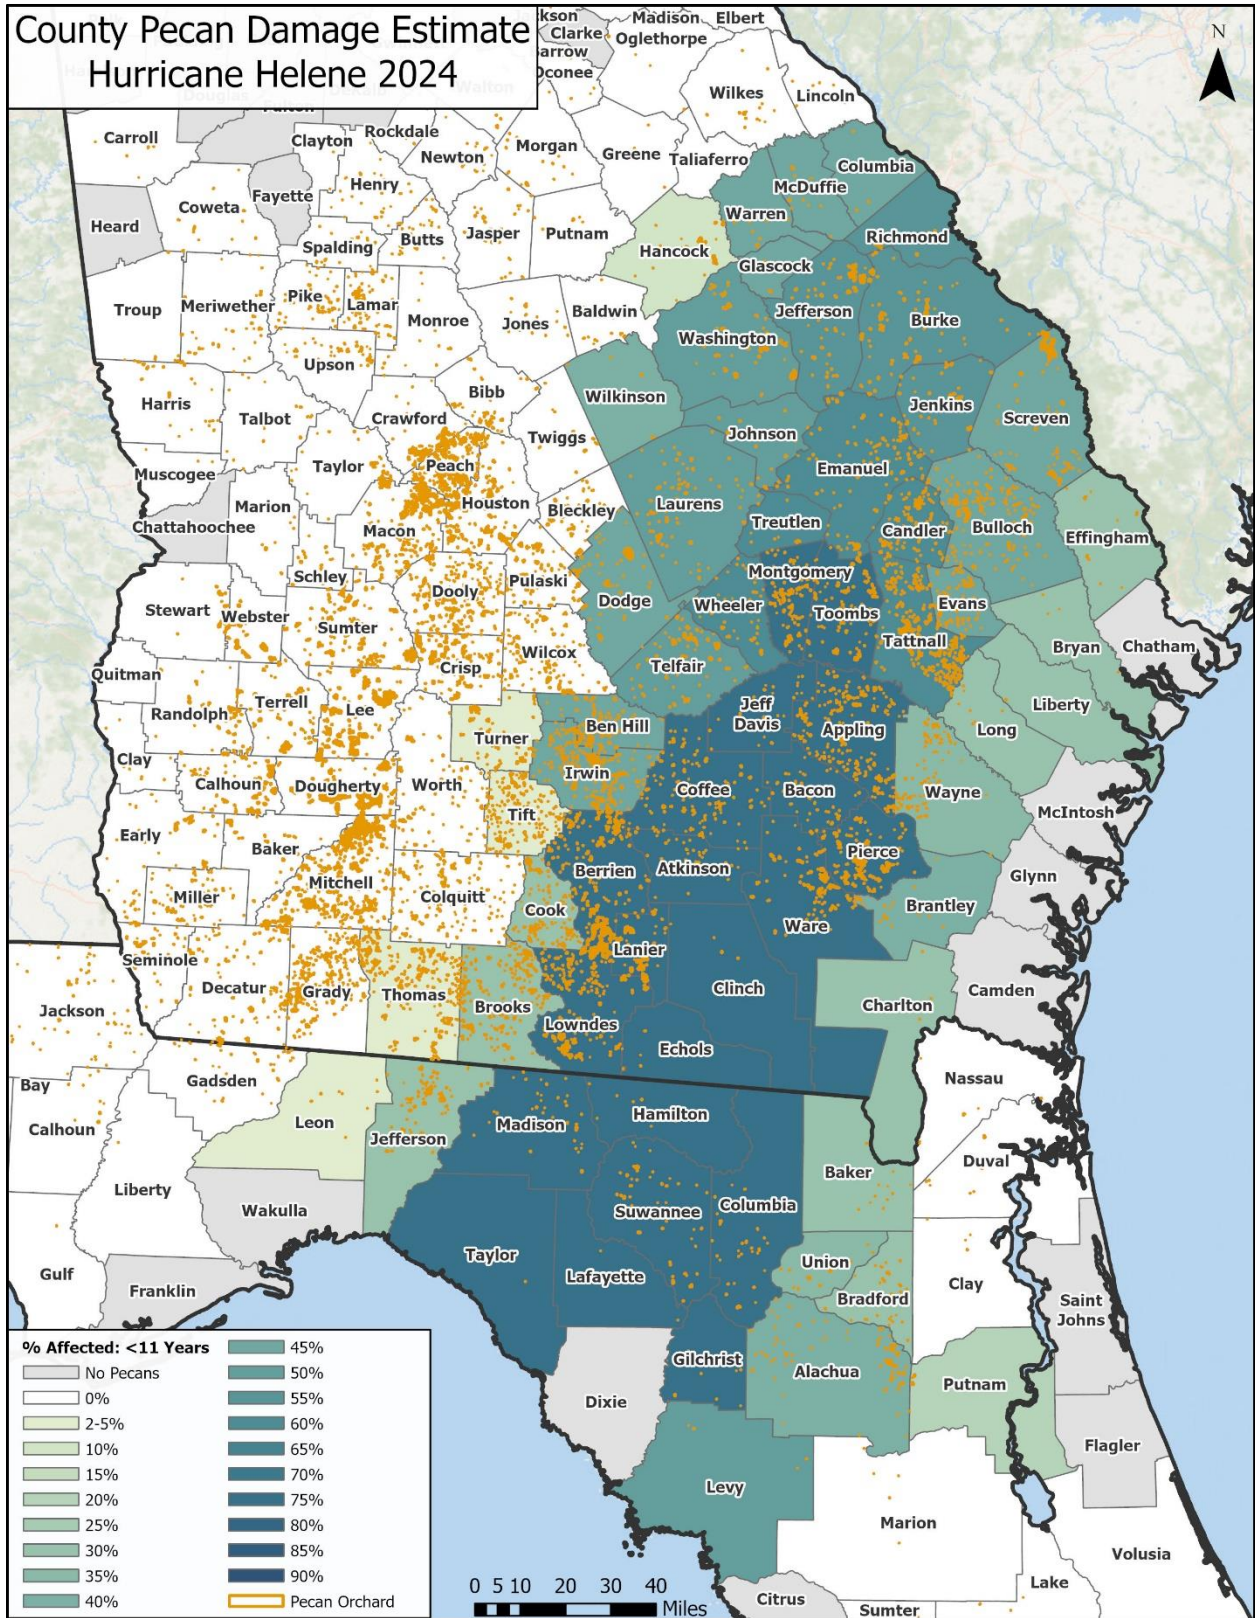 County Pecan Damage Estimate
Hurricane Helene 2024
N
Madison
Elbert
Clarke
Oglethorpe
Oconee
Wilkes
Lincoln
Carroll
Clayton
Rockdale
Newton
Morgan
Greene
Taliaferro
Columbia
McDuffie
Heard
Coweta
Fayette
Henry
Spalding
Butts
Jasper
Putnam
Hancock
Warren
Richmond
Glascock
Troup
Meriwether
Pike
Lamar
Monroe
Jones
Baldwin
Washington
Jefferson
Burke
Upson
Harris
Talbot
Crawford
Bibb
Twiggs
Wilkinson
Johnson
Jenkins
Screven
Muscogee
Taylor
Peach
Emanuel
Chattahoochee
Marion
Macon
Houston
Bleckley
Laurens
Treutlen
Candler
Bulloch
Effingham
Schley
Stewart
Webster
Sumter
Dooly
Pulaski
Dodge
Montgomery
Wheeler
Toombs
Evans
Tattnall
Bryan
Chatham
Quitman
Randolph
Terrell
Lee
Crisp
Wilcox
Telfair
Jeff
Davis
Appling
Long
Liberty
Clay
Calhoun
Dougherty
Worth
Turner
Ben Hill
Irwin
Coffee
Bacon
Wayne
McIntosh
Early
Baker
Tift
Miller
Mitchell
Colquitt
Cook
Berrien
Atkinson
Pierce
Glynn
Brantley
Ware
Lanier
Seminole
Decatur
Grady
Thomas
Brooks
Clinch
Charlton
Camden
Jackson
Lowndes
Echols
Bay
Gadsden
Nassau
Calhoun
Leon
Jefferson
Madison
Hamilton
Baker
Duval
Liberty
Wakulla
Suwannee
Columbia
Taylor
Lafayette
Union
Bradford
Clay
Saint
Johns
Gulf
Franklin
Gilchrist
Alachua
Putnam
Dixie
Flagler
Levy
Marion
Volusia
Lake
Citrus
Sumter
% Affected: <11 Years
No Pecans
0%
2-5%
10%
15%
20%
25%
30%
35%
40%
45%
50%
55%
60%
65%
70%
75%
80%
85%
90%
Pecan Orchard
0 5 10 20 30 40
Miles